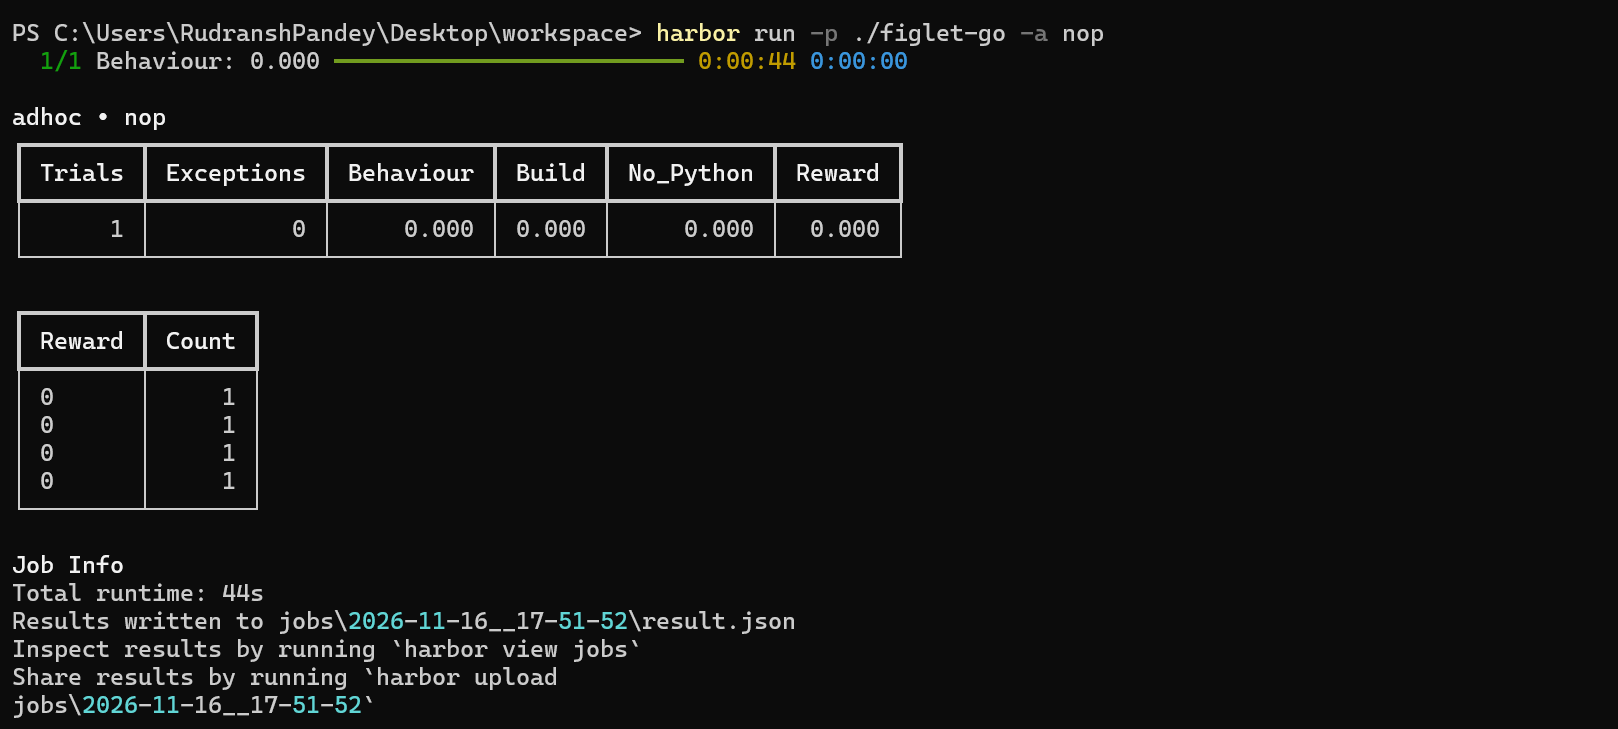 PS C:\Users\RudranshPandey\Desktop\workspace> harbor run -p ./figlet-go -a nop
1/1 Behaviour: 0.000 0:00:44 0:00:00
adhoc • nop
Trials Exceptions Behaviour Build No_Python Reward
1 0 0.000 0.000 0.000 0.000
Reward Count
0 1
0 1
0 1
0 1
Job Info
Total runtime: 44s
Results written to jobs\2026-11-16__17-51-52\result.json
Inspect results by running `harbor view jobs`
Share results by running `harbor upload
jobs\2026-11-16__17-51-52`